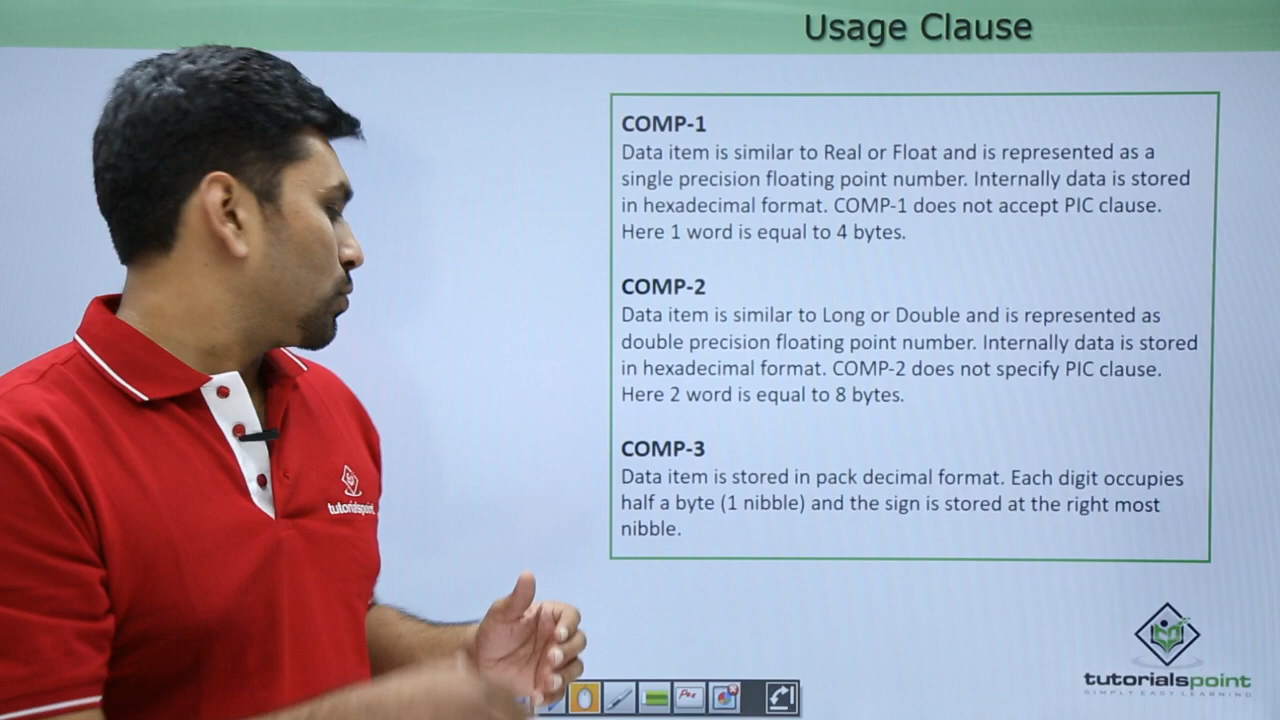 Usage Clause
COMP-1
Data item is similar to Real or Float and is represented as a
single precision floating point number. Internally data is stored
in hexadecimal format. COMP-1 does not accept PIC clause.
Here 1 word is equal to 4 bytes.
COMP-2
Data item is similar to Long or Double and is represented as
double precision floating point number. Internally data is stored
in hexadecimal format. COMP-2 does not specify PIC clause.
Here 2 word is equal to 8 bytes.
COMP-3
Data item is stored in pack decimal format. Each digit occupies
half a byte (1 nibble) and the sign is stored at the right most
nibble.
tutorialspoint
tutorialspoint
SIMPLY EASY LEARNING